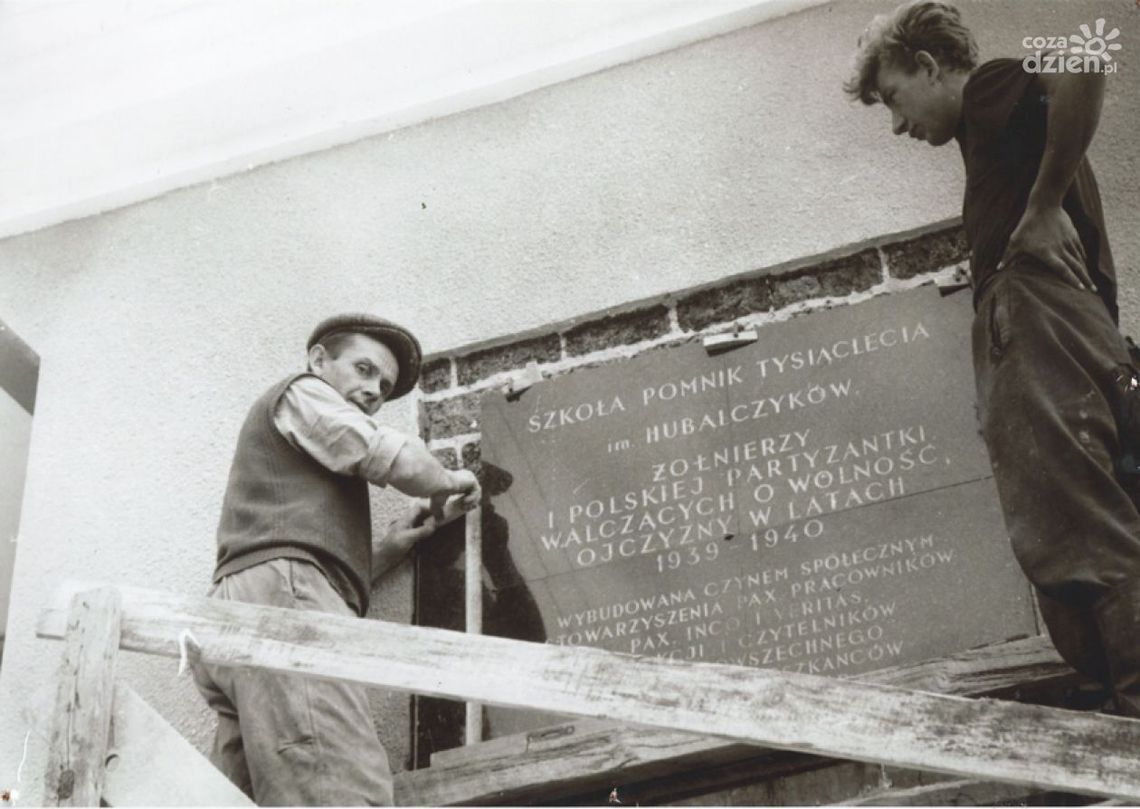 coza
dzien.pl
SZKOŁA POMNIK TYSIĄCLECIA
im. HUBALCZYKÓW.
ŻOŁNIERZY
I POLSKIEJ PARTYZANTKI
WALCZĄCYCH O WOLNOŚĆ,
OJCZYZNY W LATACH
1939-1940
WYBUDOWANA CZYNEM SPOŁECZNYM
STOWARZYSZENIA PAX PRACOWNIKÓW
PAX, INCO I VERITAS,
I CZYTELNIKÓW